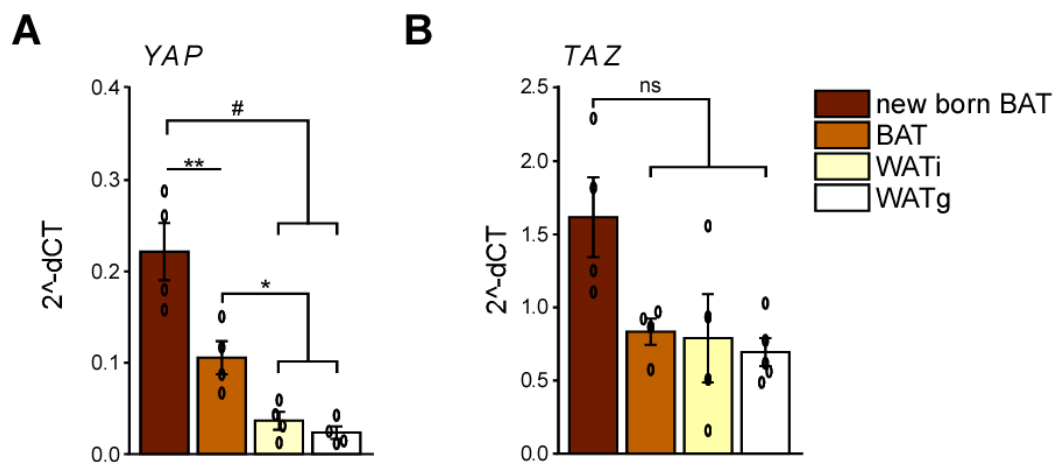 A
YAP
2^-dCT
0.4
0.3
0.2
0.1
0.0
#
**
*
B
TAZ
2^-dCT
2.5
2.0
1.5
1.0
0.5
0.0
ns
new born BAT
BAT
WATi
WATg